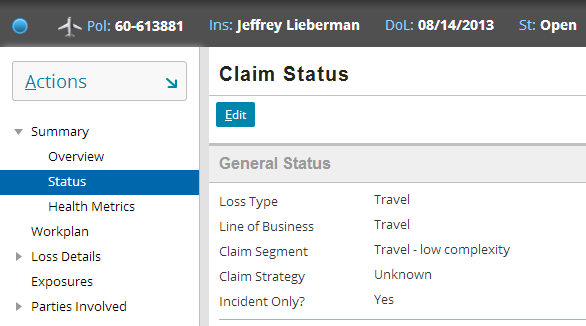 Pol: 60-613881 Ins: Jeffrey Lieberman DoL: 08/14/2013 St: Open
Actions
Summary
Overview
Status
Health Metrics
Workplan
Loss Details
Exposures
Parties Involved
Claim Status
Edit
General Status
Loss Type Travel
Line of Business Travel
Claim Segment Travel - low complexity
Claim Strategy Unknown
Incident Only? Yes